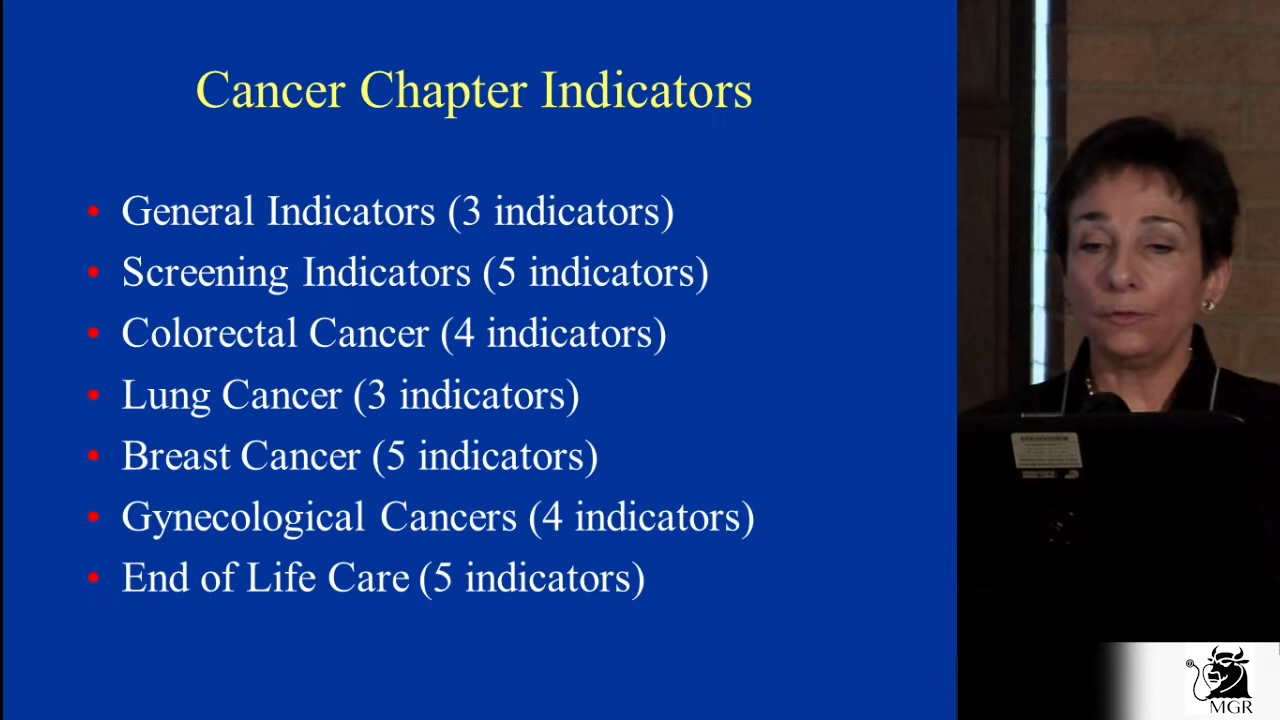 Cancer Chapter Indicators
• General Indicators (3 indicators)
• Screening Indicators (5 indicators)
• Colorectal Cancer (4 indicators)
• Lung Cancer (3 indicators)
• Breast Cancer (5 indicators)
• Gynecological Cancers (4 indicators)
• End of Life Care (5 indicators)
MGR